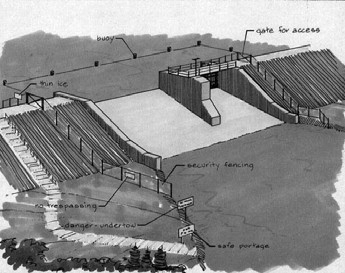 gate for access
buoy
thin ice
security fencing
no trespassing
danger-undertow
safe portage